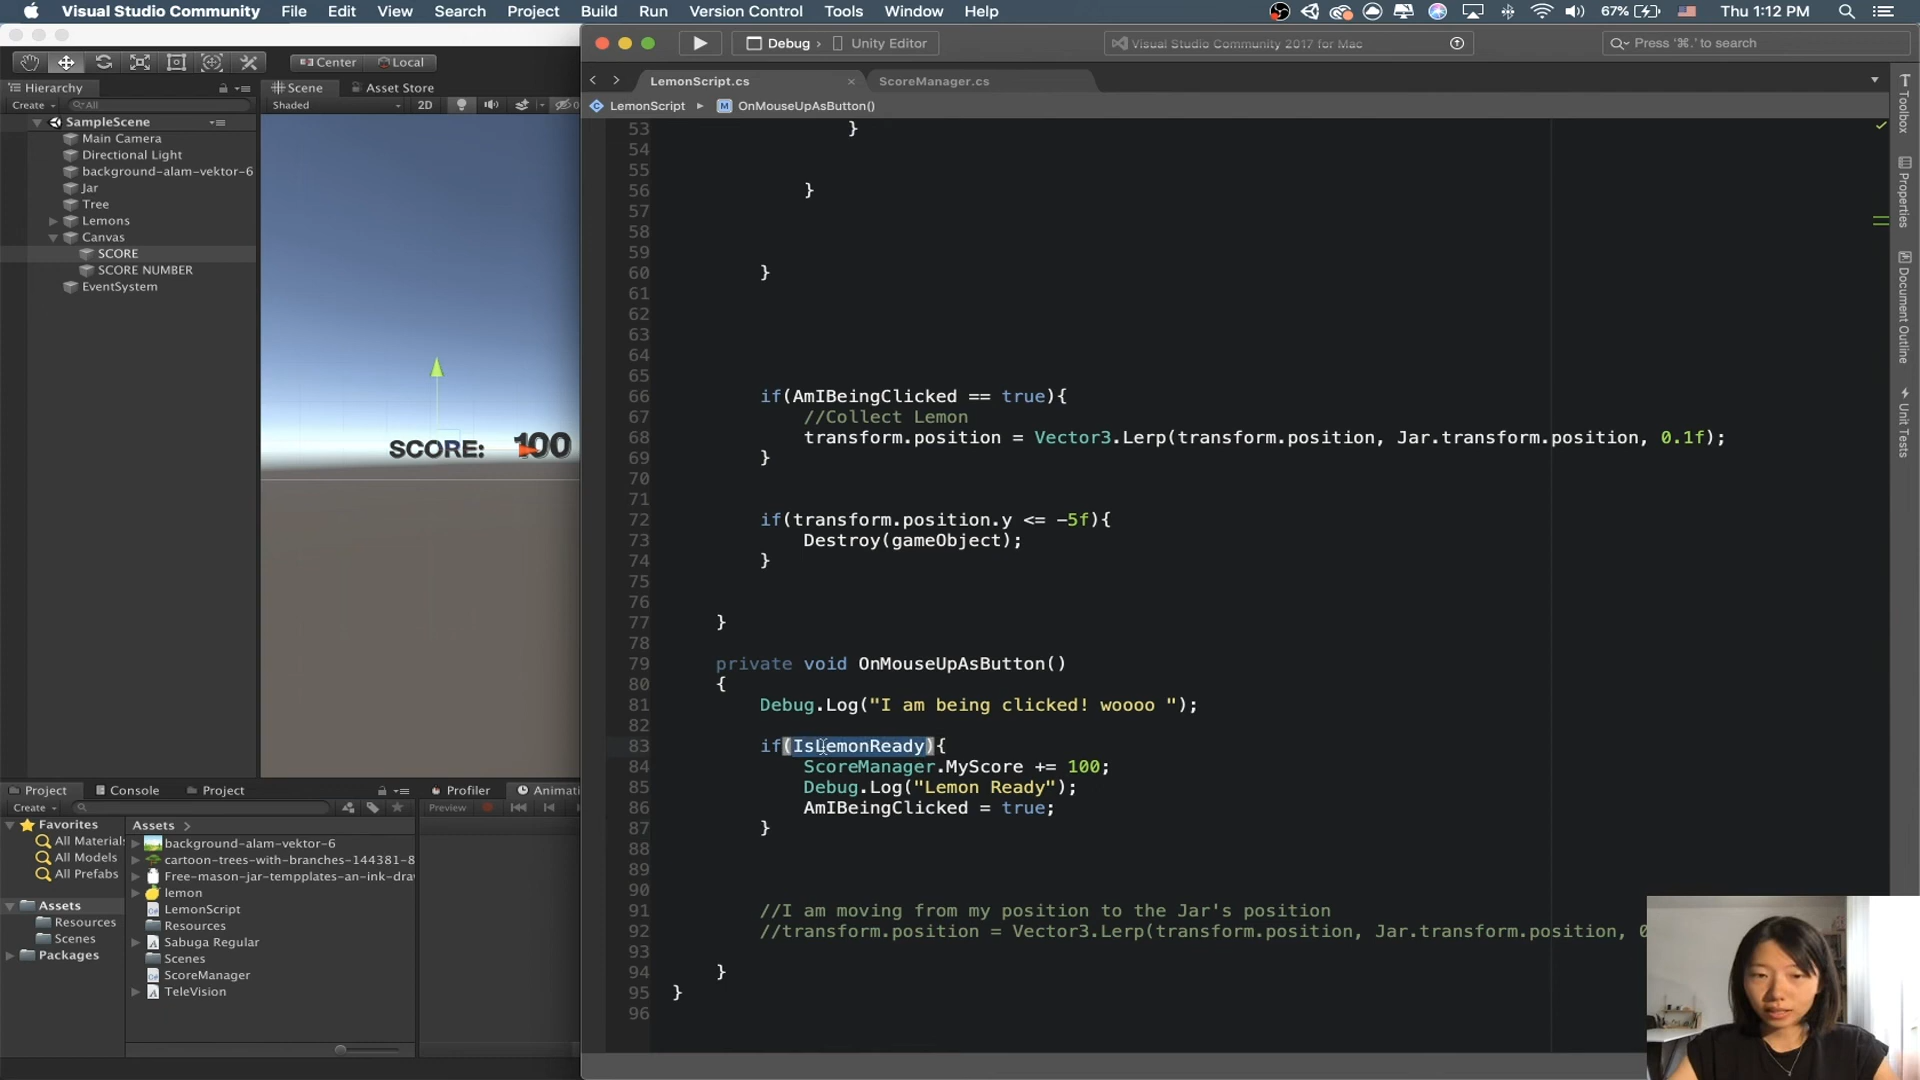 Visual Studio Community File Edit View Search Project Build Run Version Control Tools Window Help 67% Thu 1:12 PM
Debug › Unity Editor Visual Studio Community 2017 for Mac Press '⌘.' to search
Center Local
Hierarchy Scene Asset Store
LemonScript.cs ScoreManager.cs
Create All Shaded 2D
LemonScript ▸ M OnMouseUpAsButton()
SampleScene
Main Camera
Directional Light
background-alam-vektor-6
Jar
Tree
Lemons
Canvas
SCORE
SCORE NUMBER
EventSystem
SCORE: 100
53 }
54
55
56 }
57
58
59
60 }
61
62
63
64
65
66 if(AmIBeingClicked == true){
67 //Collect Lemon
68 transform.position = Vector3.Lerp(transform.position, Jar.transform.position, 0.1f);
69 }
70
71
72 if(transform.position.y <= -5f){
73 Destroy(gameObject);
74 }
75
76
77 }
78
79 private void OnMouseUpAsButton()
80 {
81 Debug.Log("I am being clicked! woooo ");
82
83 if(IsLemonReady){
84 ScoreManager.MyScore += 100;
85 Debug.Log("Lemon Ready");
86 AmIBeingClicked = true;
87 }
88
89
90
91 //I am moving from my position to the Jar's position
92 //transform.position = Vector3.Lerp(transform.position, Jar.transform.position, 0
93
94 }
95 }
96
Toolbox
Properties
Document Outline
Unit Tests
Project Console Project Profiler Animati
Create Preview
Favorites
All Materials
All Models
All Prefabs
Assets
Resources
Scenes
Packages
Assets
background-alam-vektor-6
cartoon-trees-with-branches-144381-8
Free-mason-jar-tempplates-an-ink-dra
lemon
LemonScript
Resources
Sabuga Regular
Scenes
ScoreManager
TeleVision